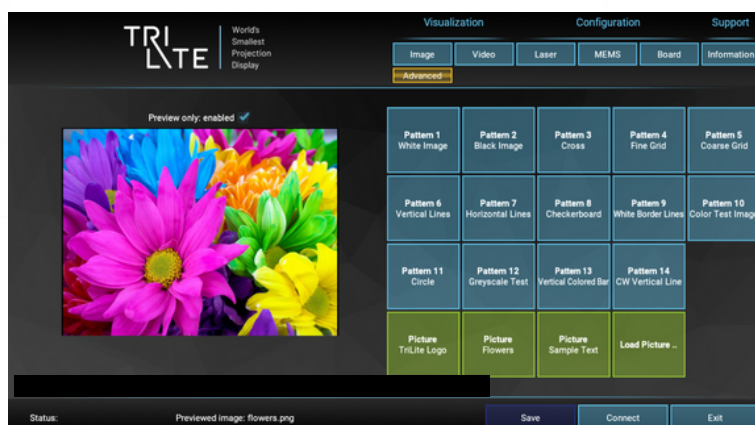 TRILITE
World's
Smallest
Projection
Display
Visualization
Configuration
Support
Image
Video
Laser
MEMS
Board
Information
Advanced
Preview only: enabled
Pattern 1
White Image
Pattern 2
Black Image
Pattern 3
Cross
Pattern 4
Fine Grid
Pattern 5
Coarse Grid
Pattern 6
Vertical Lines
Pattern 7
Horizontal Lines
Pattern 8
Checkerboard
Pattern 9
White Border Lines
Pattern 10
Color Test Image
Pattern 11
Circle
Pattern 12
Greyscale Test
Pattern 13
Vertical Colored Bar
Pattern 14
CW Vertical Line
Picture
TriLite Logo
Picture
Flowers
Picture
Sample Text
Load Picture ..
Status:
Previewed image: flowers.png
Save
Connect
Exit